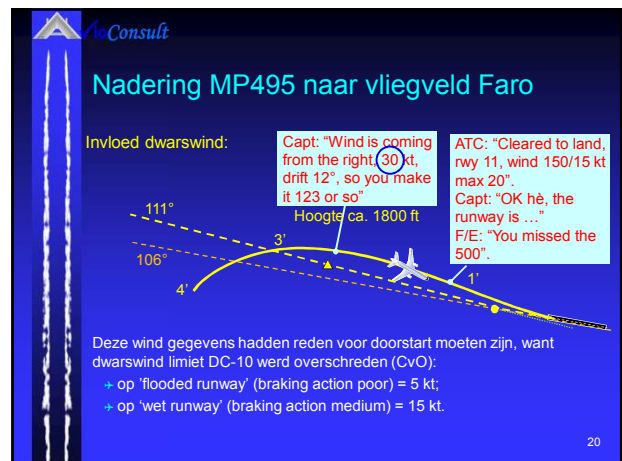 AvioConsult
Nadering MP495 naar vliegveld Faro
Invloed dwarswind:
Capt: “Wind is coming
from the right, 30 kt,
drift 12°, so you make
it 123 or so”
ATC: “Cleared to land,
rwy 11, wind 150/15 kt
max 20”.
Capt: “OK hè, the
runway is …”
F/E: “You missed the
500”.
Hoogte ca. 1800 ft
111°
106°
3’
4’
1’
Deze wind gegevens hadden reden voor doorstart moeten zijn, want
dwarswind limiet DC-10 werd overschreden (CvO):
op ’flooded runway’ (braking action poor) = 5 kt;
op ‘wet runway’ (braking action medium) = 15 kt.
20